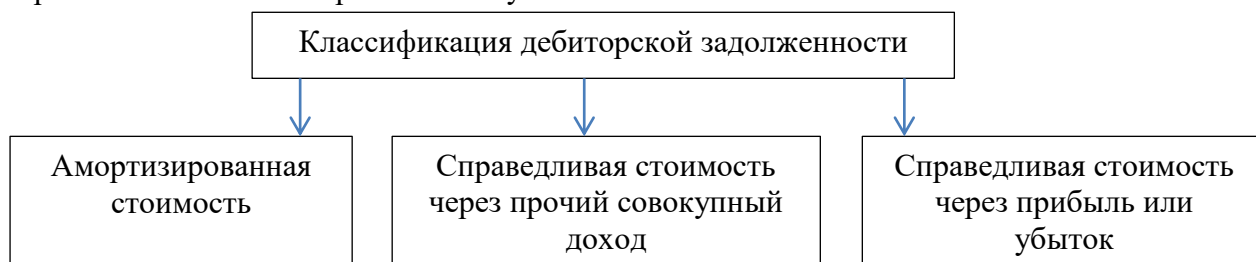 Классификация дебиторской задолженности
Амортизированная
стоимость
Справедливая стоимость
через прочий совокупный
доход
Справедливая стоимость
через прибыль или
убыток